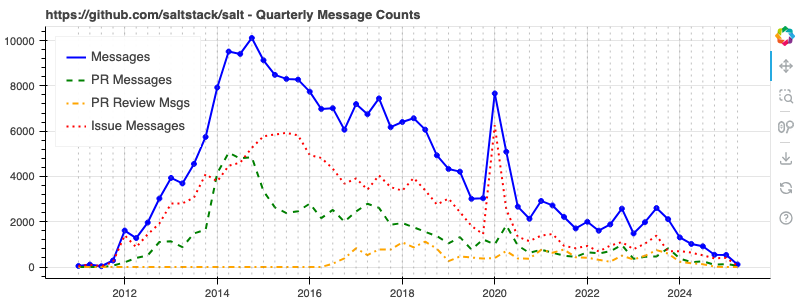 https://github.com/saltstack/salt - Quarterly Message Counts
10000
8000
6000
4000
2000
0
Messages
PR Messages
PR Review Msgs
Issue Messages
2012 2014 2016 2018 2020 2022 2024